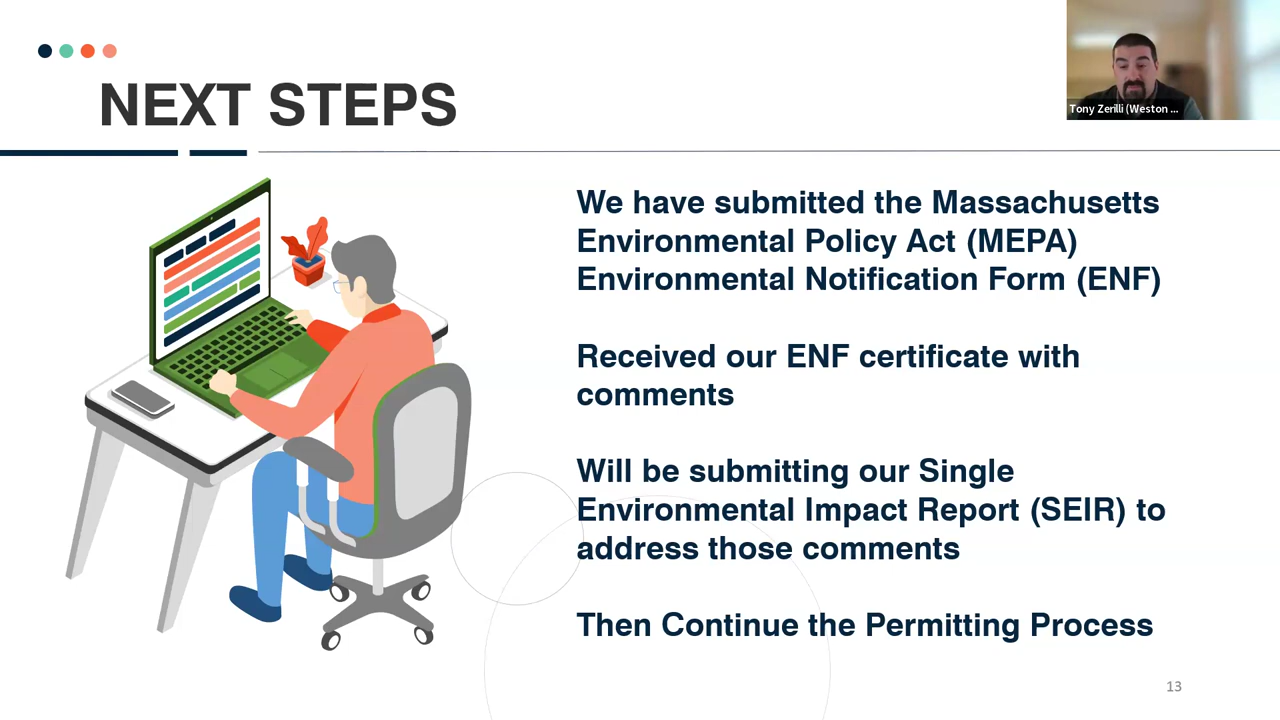 NEXT STEPS
Tony Zerilli (Weston ...
We have submitted the Massachusetts
Environmental Policy Act (MEPA)
Environmental Notification Form (ENF)
Received our ENF certificate with
comments
Will be submitting our Single
Environmental Impact Report (SEIR) to
address those comments
Then Continue the Permitting Process
13